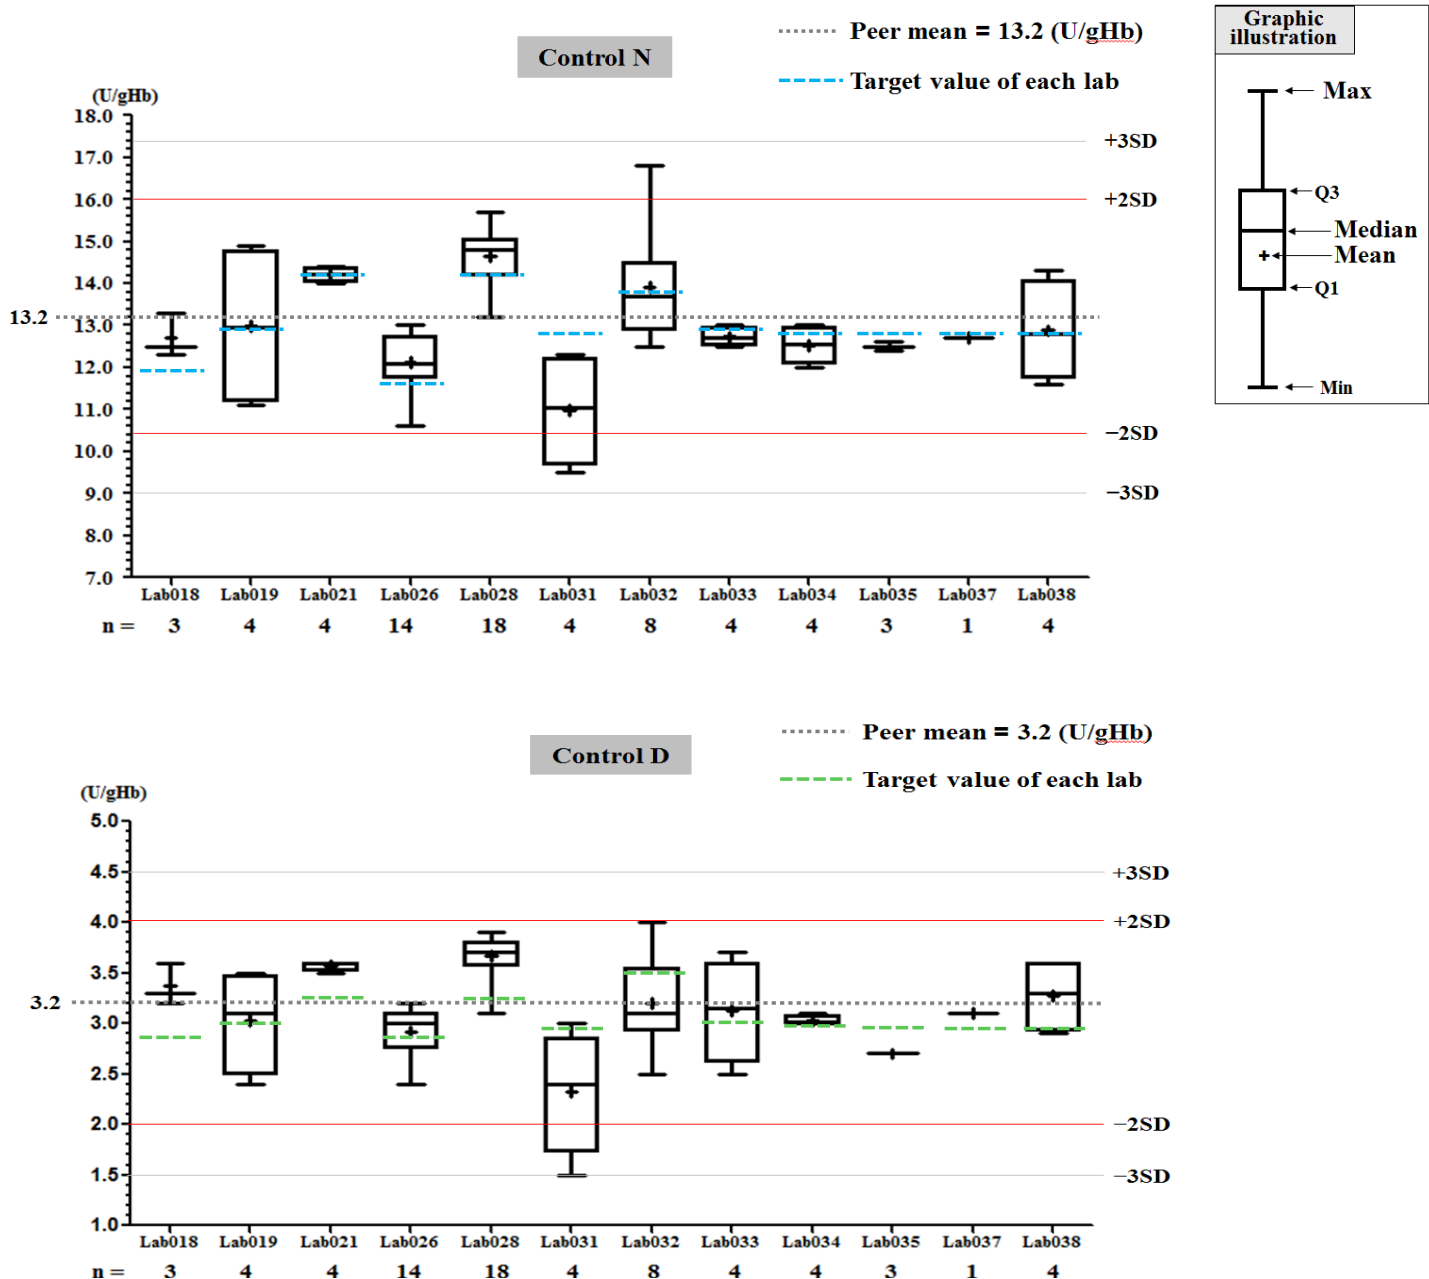 Control N
Peer mean = 13.2 (U/gHb)
Target value of each lab
Graphic
illustration
Max
Q3
Median
Mean
Q1
Min
(U/gHb)
18.0
17.0
16.0
15.0
14.0
13.0
12.0
11.0
10.0
9.0
8.0
7.0
13.2
+3SD
+2SD
−2SD
−3SD
Lab018 Lab019 Lab021 Lab026 Lab028 Lab031 Lab032 Lab033 Lab034 Lab035 Lab037 Lab038
n = 3 4 4 14 18 4 8 4 4 3 1 4
Control D
Peer mean = 3.2 (U/gHb)
Target value of each lab
(U/gHb)
5.0
4.5
4.0
3.5
3.0
2.5
2.0
1.5
1.0
3.2
+3SD
+2SD
−2SD
−3SD
Lab018 Lab019 Lab021 Lab026 Lab028 Lab031 Lab032 Lab033 Lab034 Lab035 Lab037 Lab038
n = 3 4 4 14 18 4 8 4 4 3 1 4